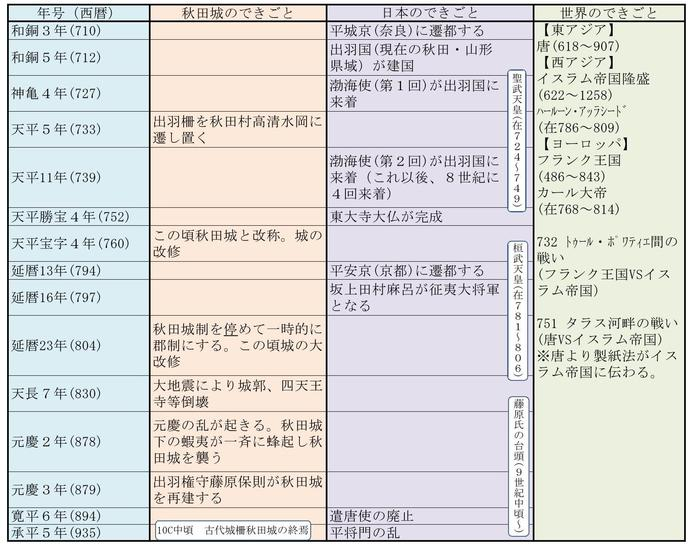 年号(西暦) 秋田城のできごと 日本のできごと 世界のできごと
和銅３年(710) 平城京(奈良)に遷都する
和銅５年(712) 出羽国(現在の秋田・山形
県域）が建国
神亀４年(727) 渤海使(第１回)が出羽国に
来着
天平５年(733) 出羽柵を秋田村高清水岡に
遷し置く
天平11年(739) 渤海使(第２回)が出羽国に
来着（これ以後、８世紀に
４回来着）
天平勝宝４年(752) 東大寺大仏が完成
天平宝字４年(760) この頃秋田城と改称。城の
改修
延暦13年(794) 平安京(京都)に遷都する
延暦16年(797) 坂上田村麻呂が征夷大将軍
となる
延暦23年(804) 秋田城制を停めて一時的に
郡制にする。この頃城の大
改修
天長７年(830) 大地震により城郭、四天王
寺等倒壊
元慶２年(878) 元慶の乱が起きる。秋田城
下の蝦夷が一斉に蜂起し秋
田城を襲う
元慶３年(879) 出羽権守藤原保則が秋田城
を再建する
寛平６年(894) 遣唐使の廃止
承平５年(935) 10C中頃　古代城柵秋田城の終焉 平将門の乱
聖武天皇(在724～749)
桓武天皇(在781～806)
藤原氏の台頭(９世紀中頃～)
【東アジア】
唐(618～907)
【西アジア】
イスラム帝国隆盛
(622～1258)
ﾊｰﾙｰﾝ・ｱｯﾗｼｰﾄﾞ
(在786～809)
【ヨーロッパ】
フランク王国
(486～843)
カール大帝
(在768～814)
732 ﾄｩｰﾙ・ﾎﾟﾜﾃｨｴ間の
戦い
(フランク王国VSイス
ラム帝国)
751 タラス河畔の戦い
(唐VSイスラム帝国)
※唐より製紙法がイス
ラム帝国に伝わる。